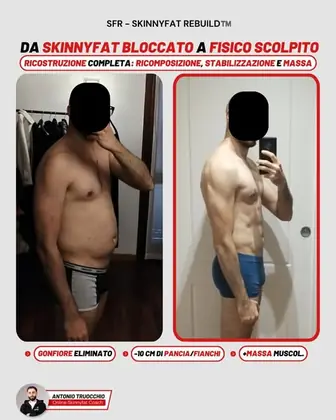 SFR - SKINNYFAT REBUILD™
DA SKINNYFAT BLOCCATO A FISICO SCOLPITO
RICOSTRUZIONE COMPLETA: RICOMPOSIZIONE, STABILIZZAZIONE E MASSA
GONFIORE ELIMINATO
-10 CM DI PANCIA/FIANCHI
+MASSA MUSCOL.
ANTONIO TRUOCCHIO
Online Skinnyfat Coach